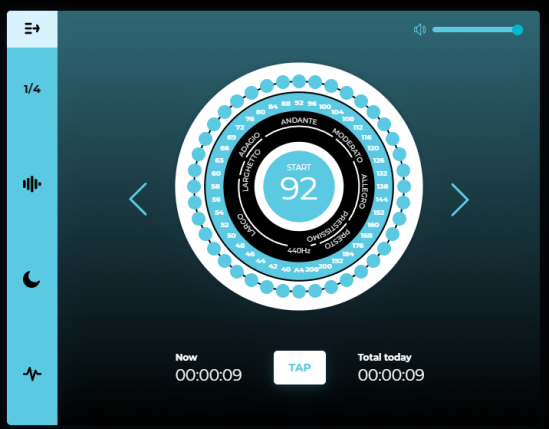 1/4
40 42 44 46 48 50 52 54 56 58 60 63 66 69 72 76 80 84 88 92 96 100 104 108 112 116 120 126 132 138 144 152 160 168 176 184 192 200 208 A4
LARGO
LARGHETTO
ADAGIO
ANDANTE
MODERATO
ALLEGRO
PRESTO
PRESTISSIMO
440Hz
START
92
Now
00:00:09
TAP
Total today
00:00:09